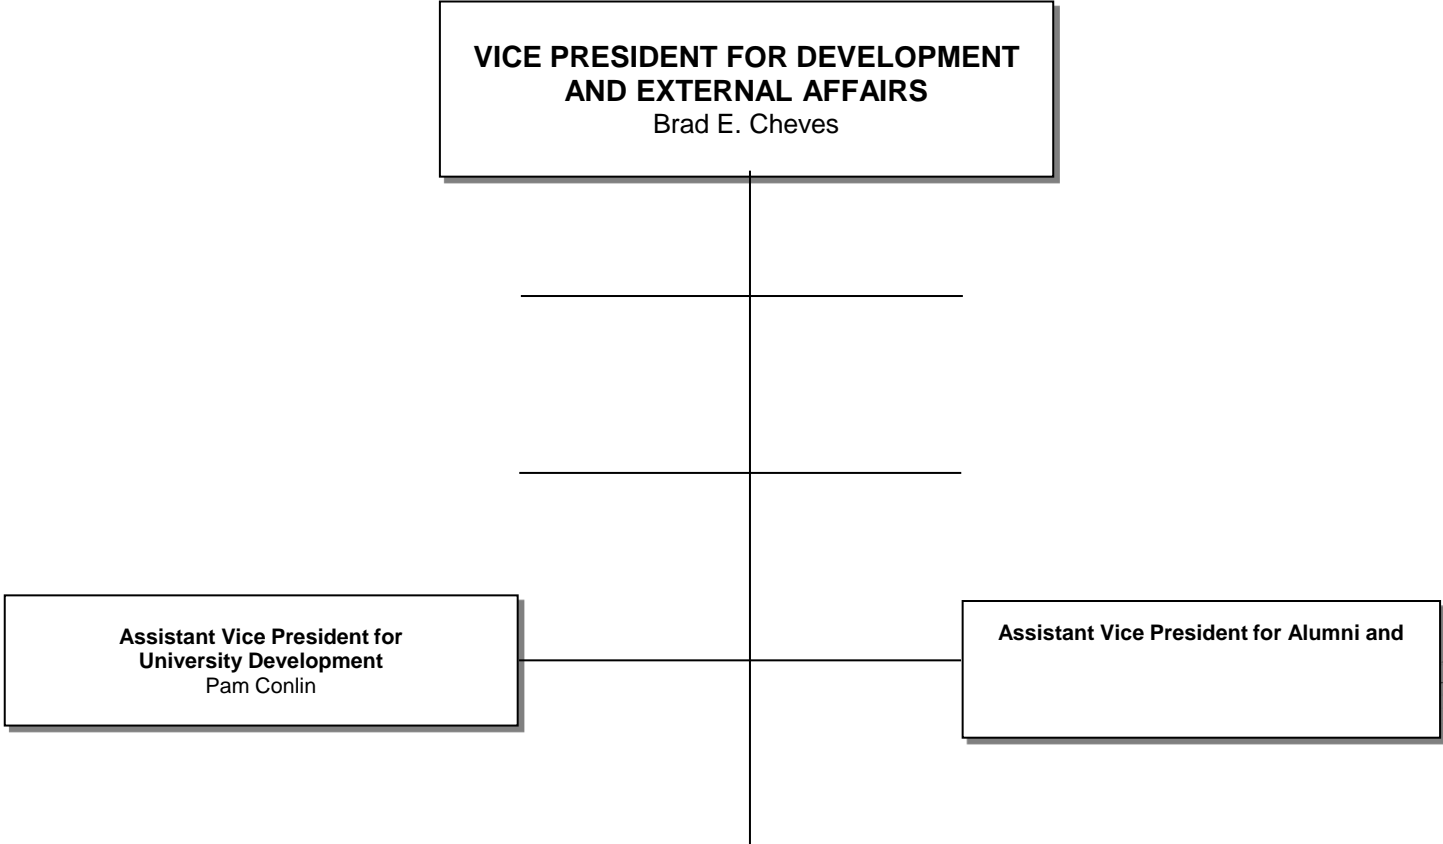 VICE PRESIDENT FOR DEVELOPMENT
AND EXTERNAL AFFAIRS
Brad E. Cheves
Assistant Vice President for
University Development
Pam Conlin
Assistant Vice President for Alumni and